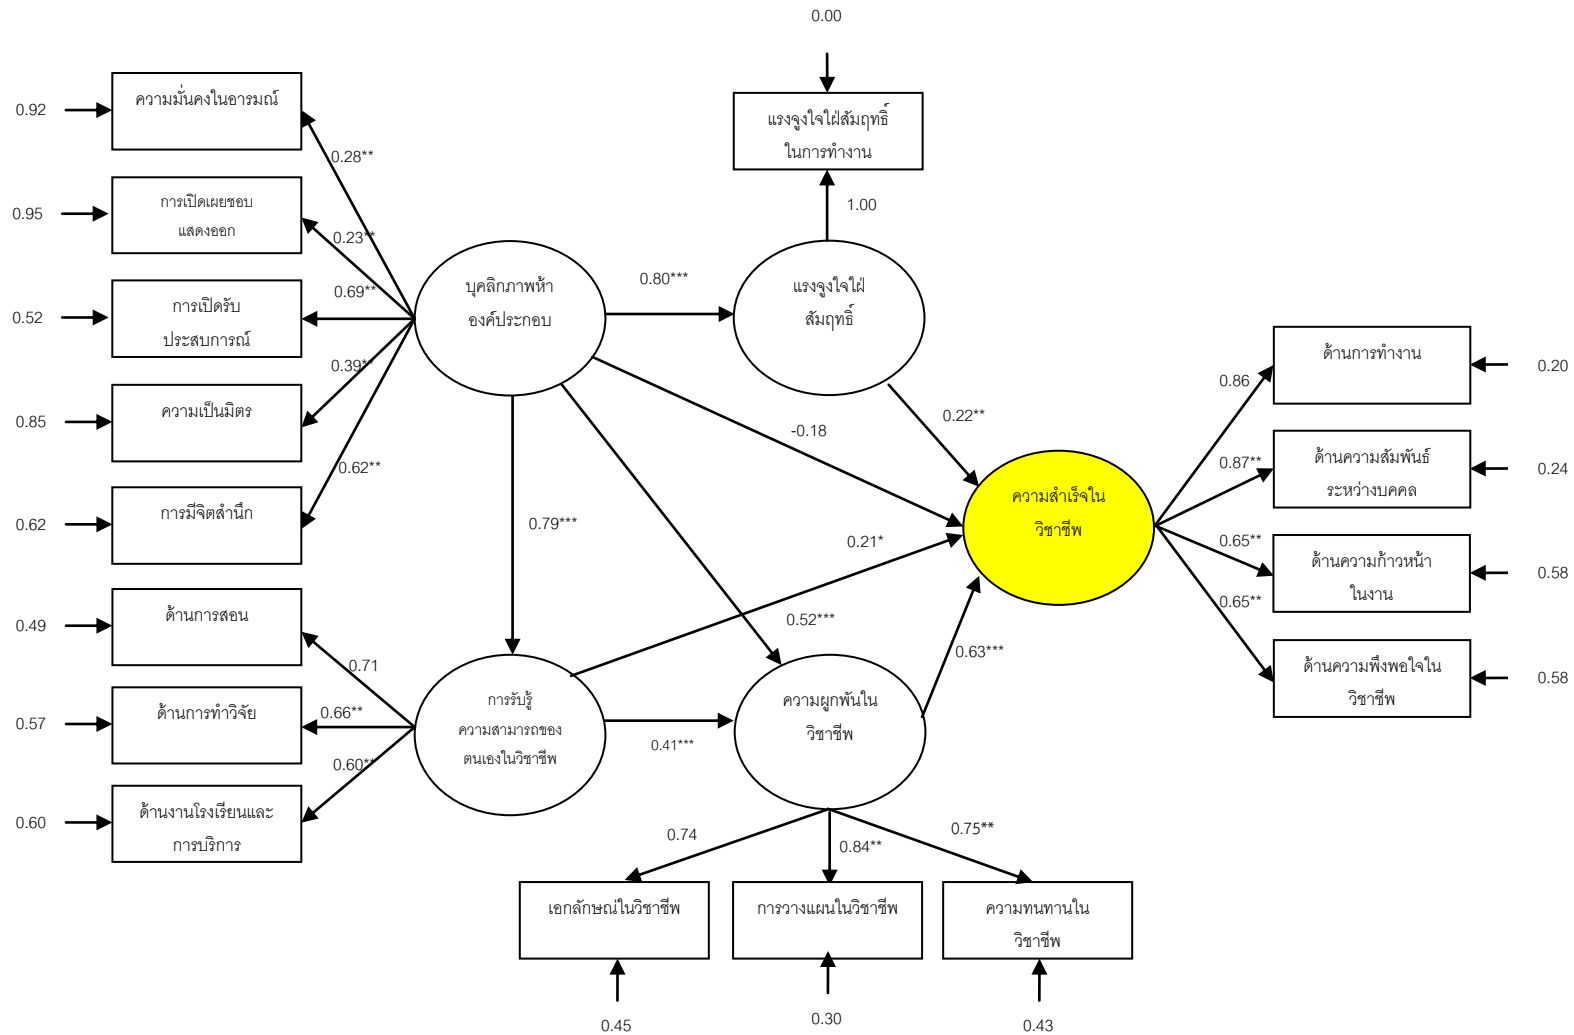 0.00
0.92
ความมั่นคงในอารมณ์
แรงจูงใจใฝ่สัมฤทธิ์
ในการทำงาน
0.28**
0.95
การเปิดเผยชอบ
แสดงออก
1.00
0.23**
0.52
การเปิดรับ
ประสบการณ์
0.69**
บุคลิกภาพห้า
องค์ประกอบ
0.80***
แรงจูงใจใฝ่
สัมฤทธิ์
0.39**
0.85
ความเป็นมิตร
-0.18
0.22**
0.86
ด้านการทำงาน
0.20
0.62**
0.62
การมีจิตสำนึก
0.79***
0.21*
ความสำเร็จใน
วิชาชีพ
0.87**
ด้านความสัมพันธ์
ระหว่างบุคคล
0.24
0.65**
ด้านความก้าวหน้า
ในงาน
0.58
0.65**
ด้านความพึงพอใจใน
วิชาชีพ
0.58
0.49
ด้านการสอน
0.52***
0.63***
0.71
0.57
ด้านการทำวิจัย
0.66**
การรับรู้
ความสามารถของ
ตนเองในวิชาชีพ
0.41***
ความผูกพันใน
วิชาชีพ
0.60**
0.60
ด้านงานโรงเรียนและ
การบริการ
0.74
0.84**
0.75**
เอกลักษณ์ในวิชาชีพ
การวางแผนในวิชาชีพ
ความทนทานใน
วิชาชีพ
0.45
0.30
0.43